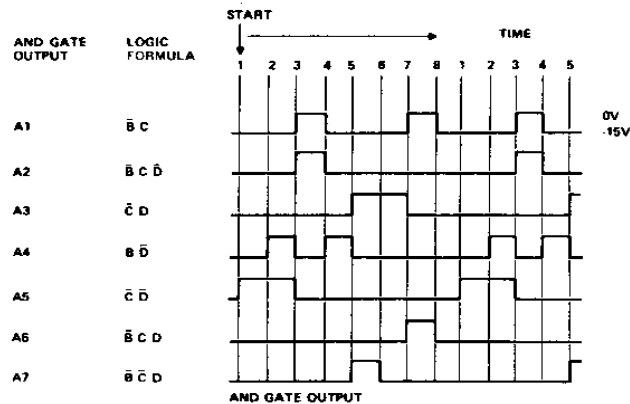 START
TIME
AND GATE
OUTPUT
LOGIC
FORMULA
1 2 3 4 5 6 7 8 1 2 3 4 5
A1 B̄ C 0V
-15V
A2 B̄ C D̄
A3 C̄ D
A4 B D̄
A5 C̄ D̄
A6 B̄ C D
A7 B̄ C̄ D
AND GATE OUTPUT